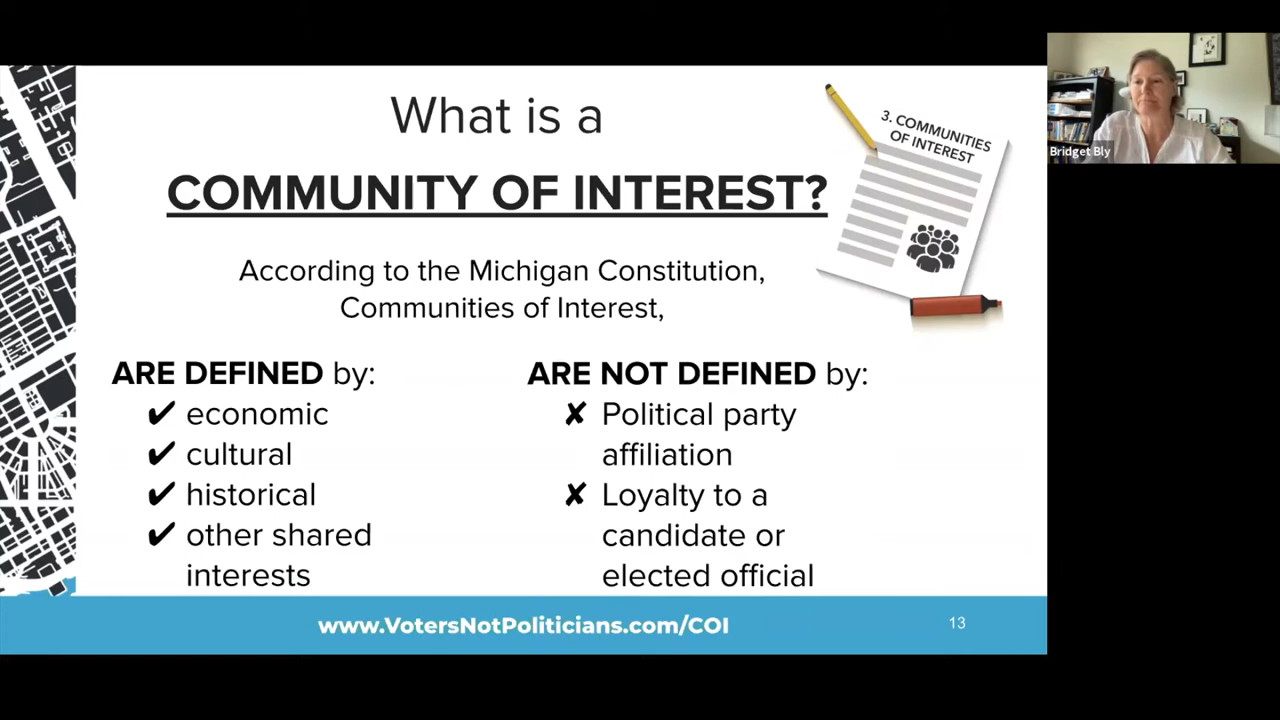 What is a
COMMUNITY OF INTEREST?
According to the Michigan Constitution,
Communities of Interest,
ARE DEFINED by:
✔ economic
✔ cultural
✔ historical
✔ other shared
interests
ARE NOT DEFINED by:
✘ Political party
affiliation
✘ Loyalty to a
candidate or
elected official
3. COMMUNITIES
OF INTEREST
www.VotersNotPoliticians.com/COI
13
Bridget Bly